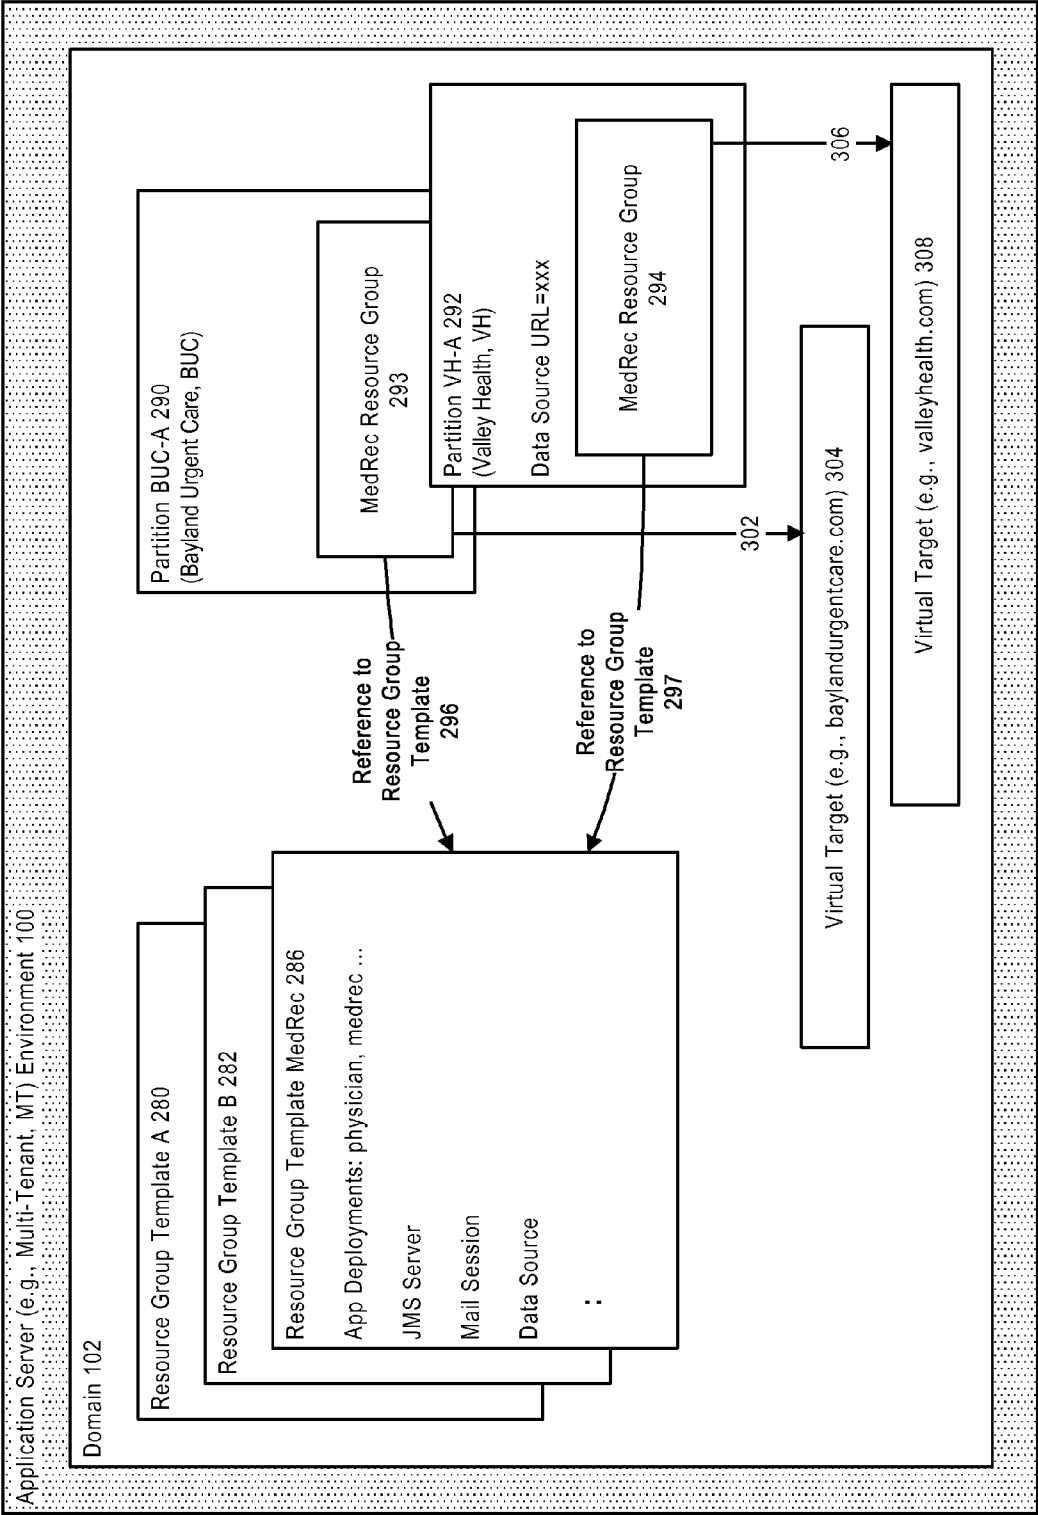 Application Server (e.g., Multi-Tenant, MT) Environment 100
Domain 102
Resource Group Template A 280
Resource Group Template B 282
Resource Group Template MedRec 286
App Deployments: physician, medrec ...
JMS Server
Mail Session
Data Source
:
Reference to
Resource Group
Template
296
Reference to
Resource Group
Template
297
Partition BUC-A 290
(Bayland Urgent Care, BUC)
MedRec Resource Group
293
Partition VH-A 292
(Valley Health, VH)
Data Source URL=xxx
MedRec Resource Group
294
302
306
Virtual Target (e.g., baylandurgentcare.com) 304
Virtual Target (e.g., valleyhealth.com) 308